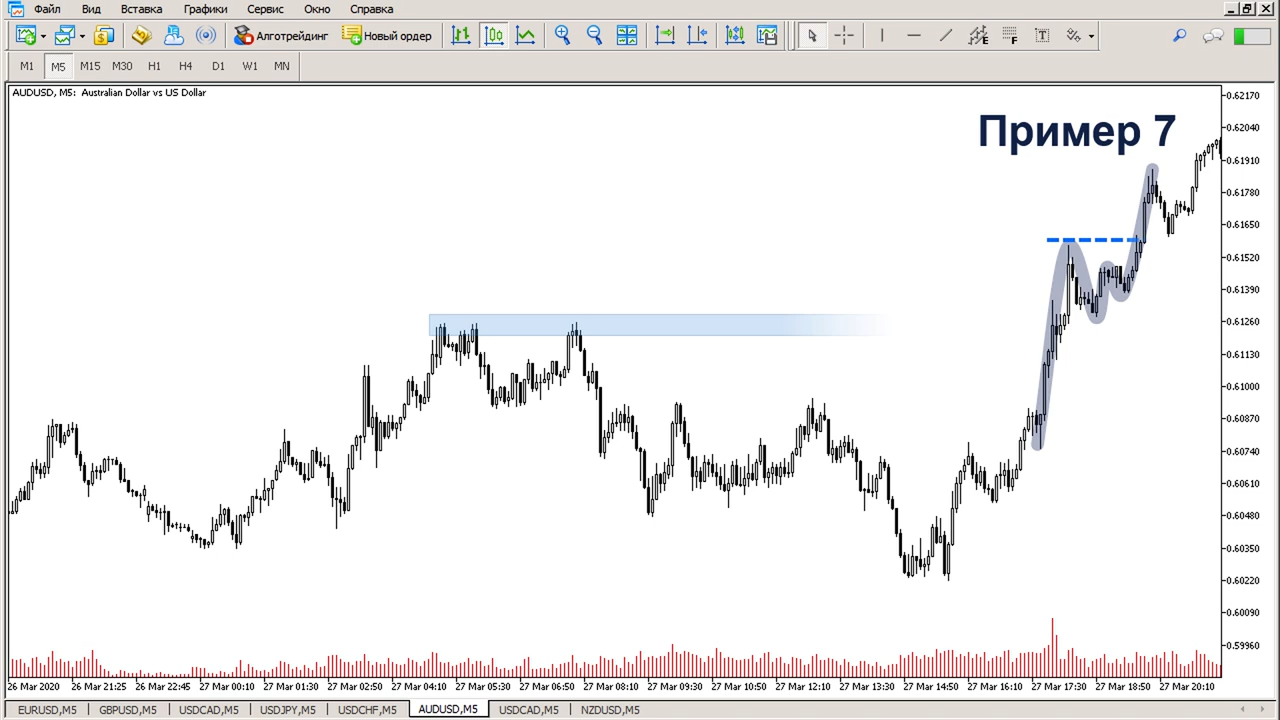 Файл Вид Вставка Графики Сервис Окно Справка
Алготрейдинг Новый ордер
M1 M5 M15 M30 H1 H4 D1 W1 MN
AUDUSD, M5: Australian Dollar vs US Dollar
Пример 7
0.62170
0.62040
0.61910
0.61780
0.61650
0.61520
0.61390
0.61260
0.61130
0.61000
0.60870
0.60740
0.60610
0.60480
0.60350
0.60220
0.60090
0.59960
26 Mar 2020 26 Mar 21:25 26 Mar 22:45 27 Mar 00:10 27 Mar 01:30 27 Mar 02:50 27 Mar 04:10 27 Mar 05:30 27 Mar 06:50 27 Mar 08:10 27 Mar 09:30 27 Mar 10:50 27 Mar 12:10 27 Mar 13:30 27 Mar 14:50 27 Mar 16:10 27 Mar 17:30 27 Mar 18:50 27 Mar 20:10
EURUSD,M5 GBPUSD,M5 USDCAD,M5 USDJPY,M5 USDCHF,M5 AUDUSD,M5 USDCAD,M5 NZDUSD,M5